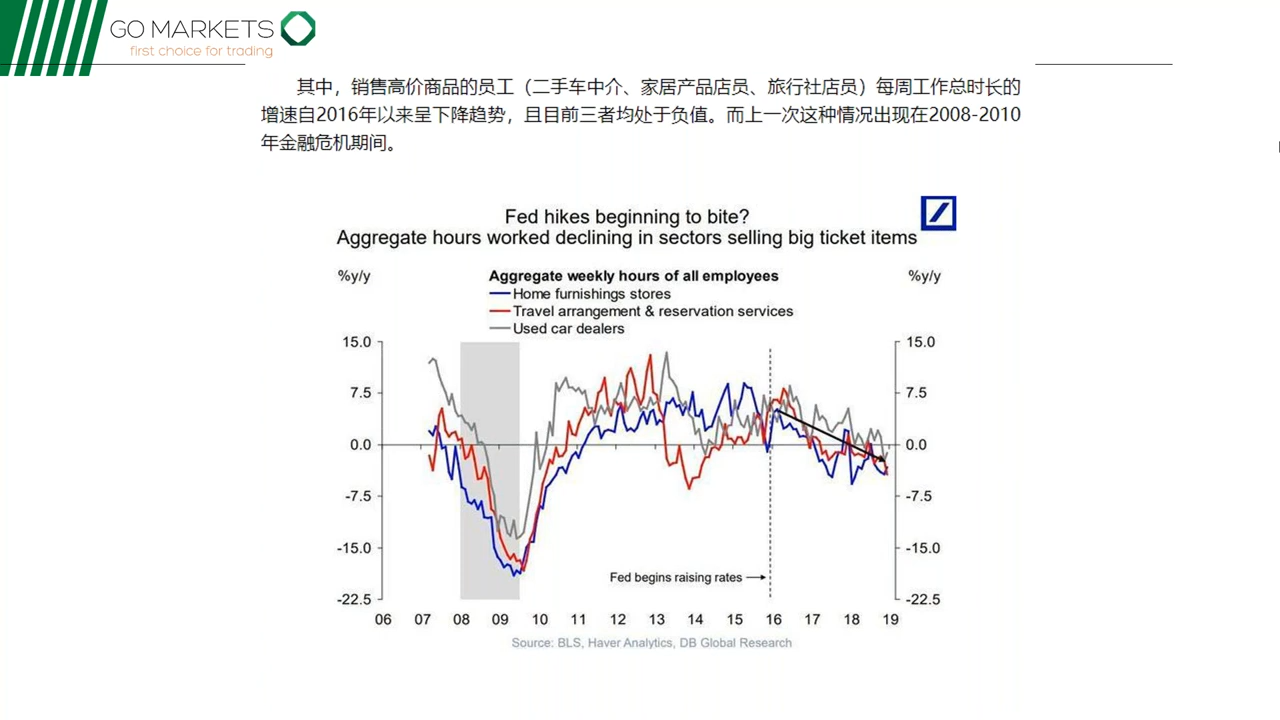 GO MARKETS
first choice for trading
其中，销售高价商品的员工（二手车中介、家居产品店员、旅行社店员）每周工作总时长的
增速自2016年以来呈下降趋势，且目前三者均处于负值。而上一次这种情况出现在2008-2010
年金融危机期间。
Fed hikes beginning to bite?
Aggregate hours worked declining in sectors selling big ticket items
%y/y
Aggregate weekly hours of all employees
%y/y
Home furnishings stores
Travel arrangement & reservation services
Used car dealers
15.0
15.0
7.5
7.5
0.0
0.0
-7.5
-7.5
-15.0
-15.0
Fed begins raising rates
-22.5
-22.5
06 07 08 09 10 11 12 13 14 15 16 17 18 19
Source: BLS, Haver Analytics, DB Global Research